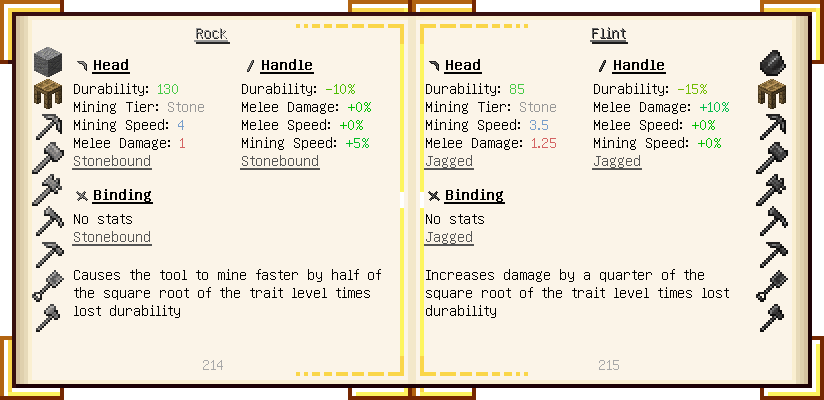 Rock
Head
Durability: 130
Mining Tier: Stone
Mining Speed: 4
Melee Damage: 1
Stonebound
Handle
Durability: -10%
Melee Damage: +0%
Melee Speed: +0%
Mining Speed: +5%
Stonebound
Binding
No stats
Stonebound
Causes the tool to mine faster by half of
the square root of the trait level times
lost durability
214
Flint
Head
Durability: 85
Mining Tier: Stone
Mining Speed: 3.5
Melee Damage: 1.25
Jagged
Handle
Durability: -15%
Melee Damage: +10%
Melee Speed: +0%
Mining Speed: +0%
Jagged
Binding
No stats
Jagged
Increases damage by a quarter of the
square root of the trait level times lost
durability
215